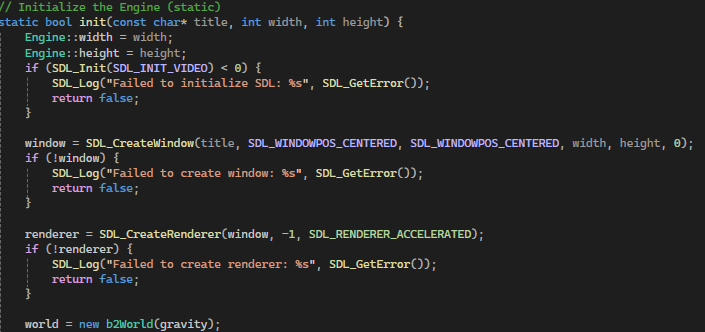 // Initialize the Engine (static)
static bool init(const char* title, int width, int height) {
Engine::width = width;
Engine::height = height;
if (SDL_Init(SDL_INIT_VIDEO) < 0) {
SDL_Log("Failed to initialize SDL: %s", SDL_GetError());
return false;
}
window = SDL_CreateWindow(title, SDL_WINDOWPOS_CENTERED, SDL_WINDOWPOS_CENTERED, width, height, 0);
if (!window) {
SDL_Log("Failed to create window: %s", SDL_GetError());
return false;
}
renderer = SDL_CreateRenderer(window, -1, SDL_RENDERER_ACCELERATED);
if (!renderer) {
SDL_Log("Failed to create renderer: %s", SDL_GetError());
return false;
}
world = new b2World(gravity);